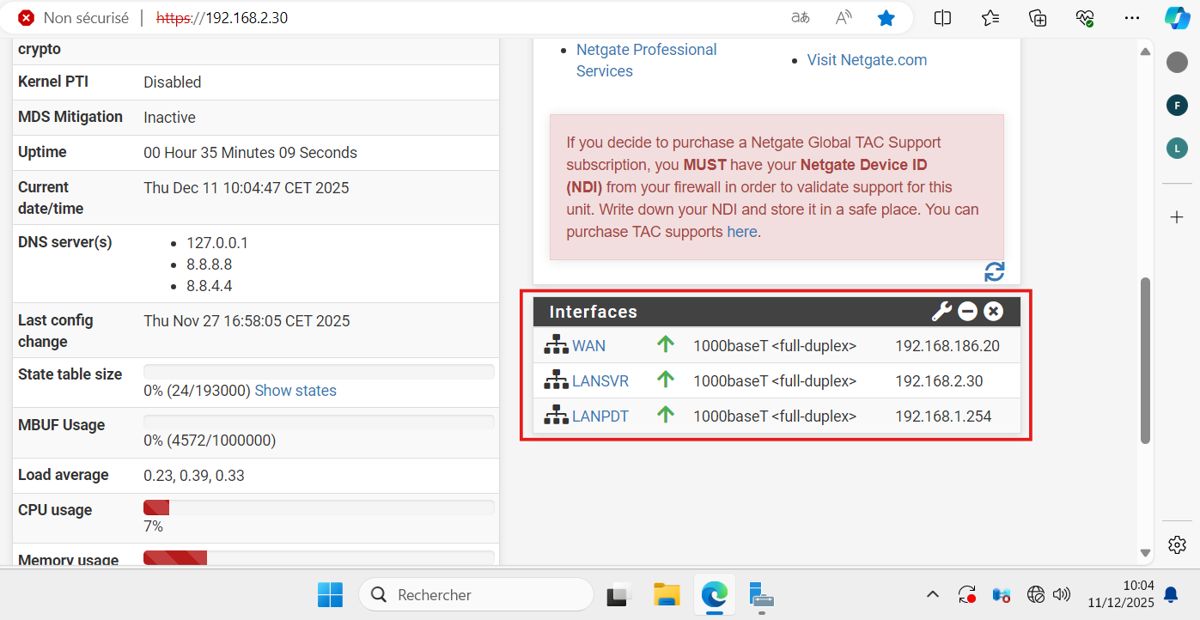 Non sécurisé | https://192.168.2.30
crypto
Kernel PTI Disabled
MDS Mitigation Inactive
Uptime 00 Hour 35 Minutes 09 Seconds
Current
date/time
Thu Dec 11 10:04:47 CET 2025
DNS server(s)
• 127.0.0.1
• 8.8.8.8
• 8.8.4.4
Last config
change
Thu Nov 27 16:58:05 CET 2025
State table size
0% (24/193000) Show states
MBUF Usage
0% (4572/1000000)
Load average 0.23, 0.39, 0.33
CPU usage
7%
Memory usage
• Netgate Professional
Services
• Visit Netgate.com
If you decide to purchase a Netgate Global TAC Support
subscription, you MUST have your Netgate Device ID
(NDI) from your firewall in order to validate support for this
unit. Write down your NDI and store it in a safe place. You can
purchase TAC supports here.
Interfaces
WAN 1000baseT <full-duplex> 192.168.186.20
LANSVR 1000baseT <full-duplex> 192.168.2.30
LANPDT 1000baseT <full-duplex> 192.168.1.254
F
L
Rechercher
10:04
11/12/2025